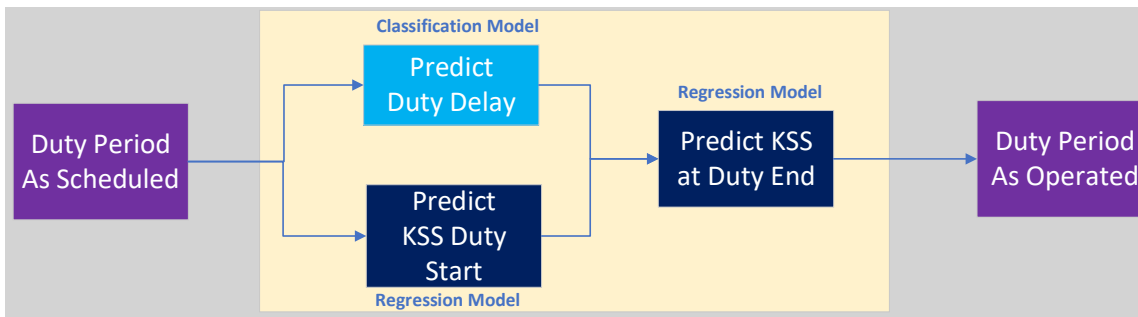 Classification Model
Predict
Duty Delay
Regression Model
Duty Period
As Scheduled
Predict KSS
at Duty End
Duty Period
As Operated
Predict
KSS Duty
Start
Regression Model